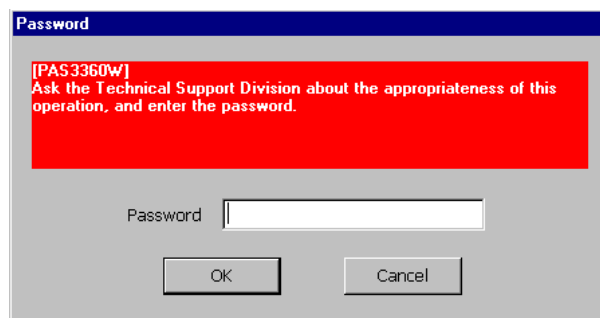 Password
[PAS3360W]
Ask the Technical Support Division about the appropriateness of this
operation, and enter the password.
Password
OK
Cancel